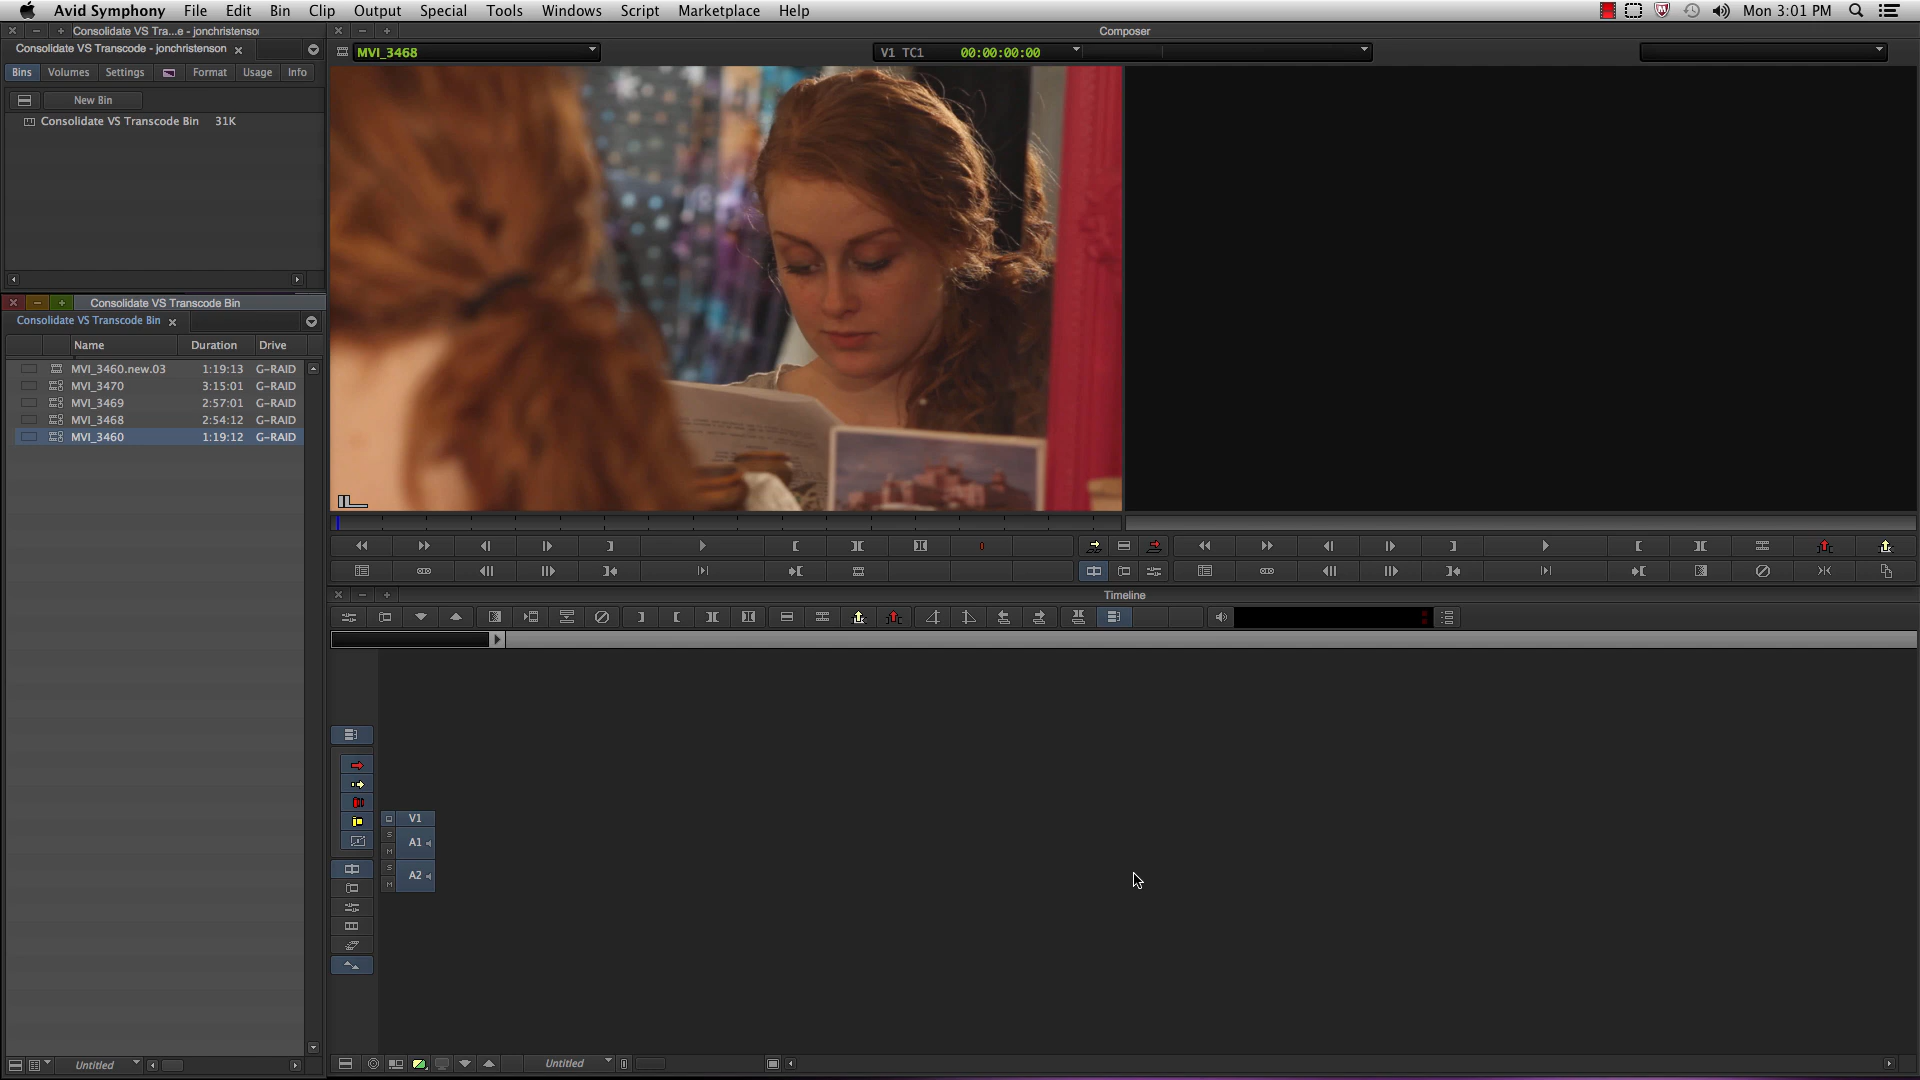 Avid Symphony File Edit Bin Clip Output Special Tools Windows Script Marketplace Help Mon 3:01 PM
Consolidate VS Tra...e - jonchristenso
Composer
Consolidate VS Transcode - jonchristenson
MVI_3468
V1 TC1 00:00:00:00
Bins Volumes Settings Format Usage Info
New Bin
Consolidate VS Transcode Bin 31K
Consolidate VS Transcode Bin
Consolidate VS Transcode Bin
Name Duration Drive
MVI_3460.new.03 1:19:13 G-RAID
MVI_3470 3:15:01 G-RAID
MVI_3469 2:57:01 G-RAID
MVI_3468 2:54:12 G-RAID
MVI_3460 1:19:12 G-RAID
Timeline
V1
S
A1
M
S
A2
M
Untitled
Untitled